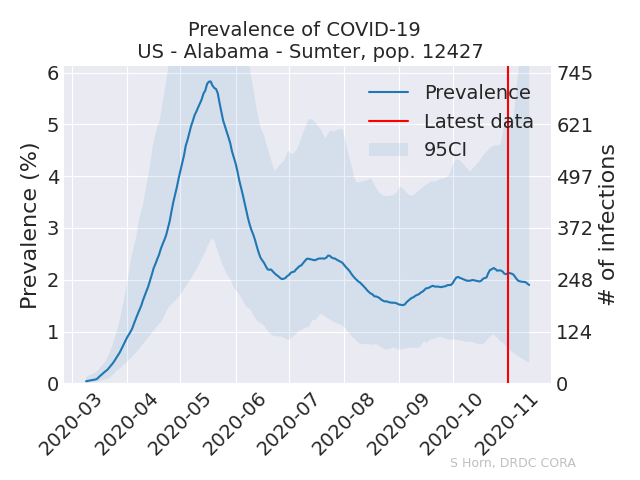 Prevalence of COVID-19
US - Alabama - Sumter, pop. 12427
Prevalence (%)
6
5
4
3
2
1
0
745
621
497
372
248
124
0
# of infections
Prevalence
Latest data
95CI
2020-03
2020-04
2020-05
2020-06
2020-07
2020-08
2020-09
2020-10
2020-11
S Horn, DRDC CORA